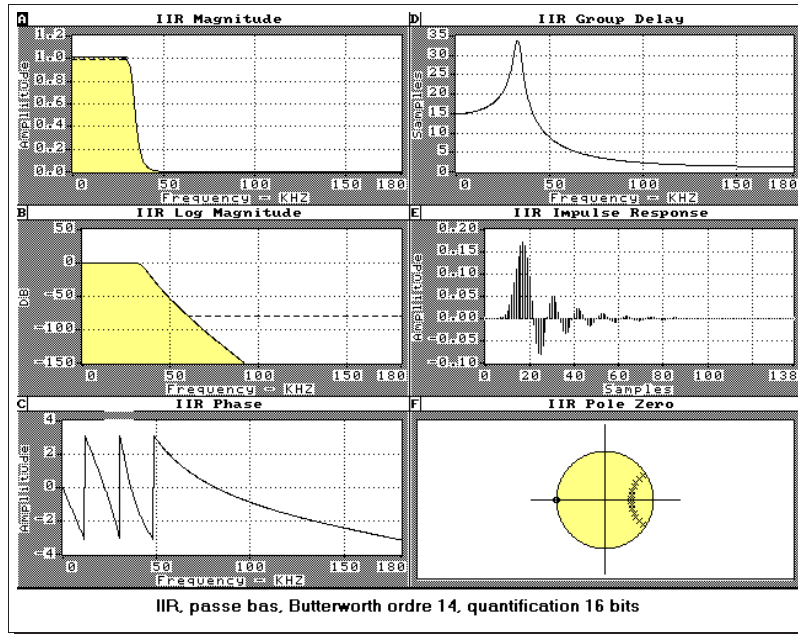 A IIR Magnitude
1.2
1.0
0.8
0.6
0.4
0.2
0.0
Amplitude
0 50 100 150 180
Frequency - KHZ
D IIR Group Delay
35
30
25
20
15
10
5
0
Samples
0 50 100 150 180
Frequency - KHZ
B IIR Log Magnitude
50
0
-50
-100
-150
DB
0 50 100 150 180
Frequency - KHZ
E IIR Impulse Response
0.20
0.15
0.10
0.05
0.00
-0.05
-0.10
Amplitude
0 20 40 60 80 100 138
Samples
C IIR Phase
4
2
0
-2
-4
Amplitude
0 50 100 150 180
Frequency - KHZ
F IIR Pole Zero
IIR, passe bas, Butterworth ordre 14, quantification 16 bits